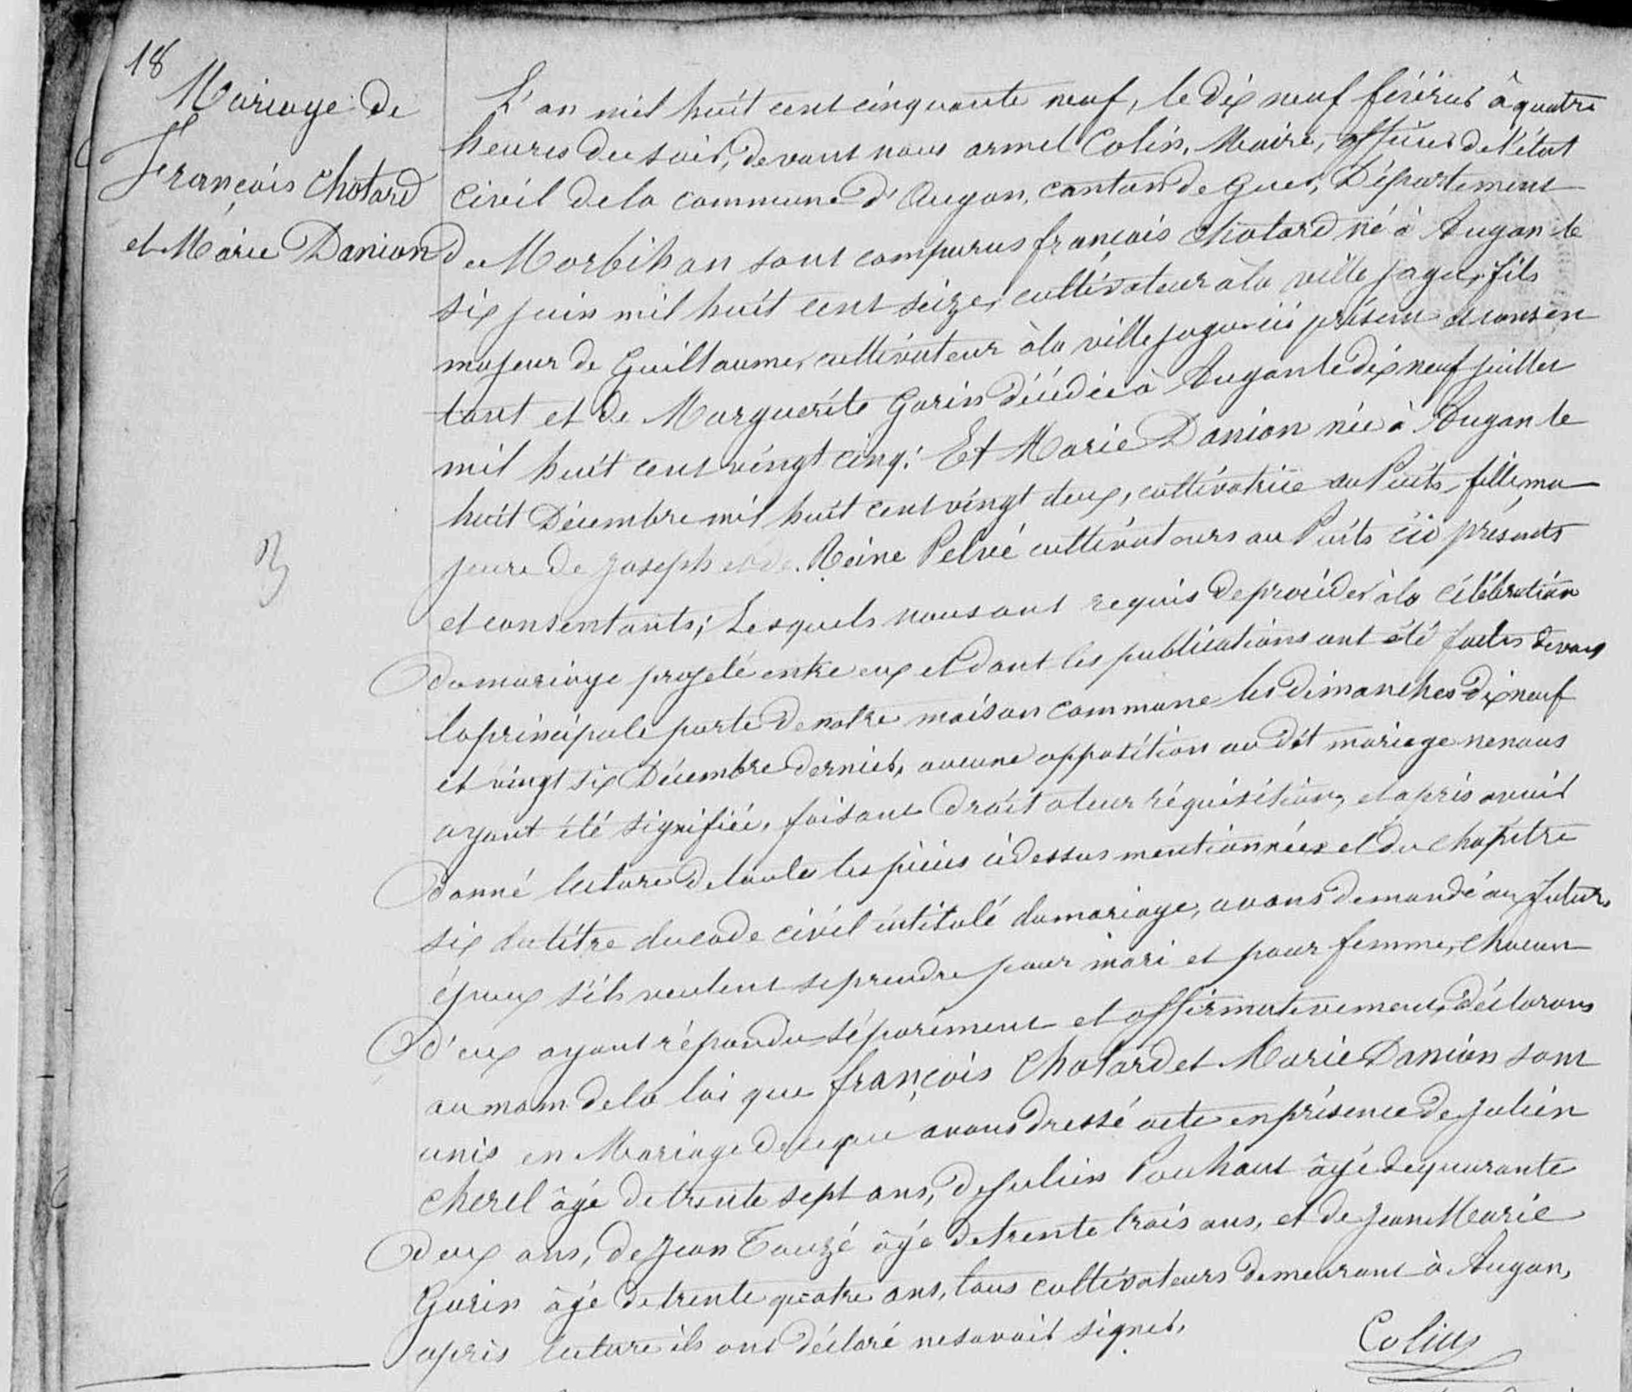 18
Mariage de
François Chotard
et Marie Danion
L'an mil huit cent cinquante neuf, le dix neuf février à quatre
heures du soir, devant nous armel Colin, Maire, officier de l'état
civil de la commune d'Augan, canton de Guer, Département
du Morbihan sont comparus françois Chotard né à Augan le
six juin mil huit cent seize, cultivateur à la ville jagu, fils
majeur de Guillaume, cultivateur à la ville jagu ici présent et consen
tant et de Marguerite Gorin décédée à Augan le dix neuf juillet
mil huit cent vingt cinq; Et Marie Danion née à Augan le
huit Décembre mil huit cent vingt deux, cultivatrice au Puits, fille ma
jeure de Joseph et de Reine Pelvé cultivateurs au Puits ici présents
et consentants; Lesquels nous ont requis de procéder à la célébration
du mariage projeté entre eux et dont les publications ont été faites devant
la principale porte de notre maison commune les dimanches dix neuf
et vingt six Décembre dernier, aucune opposition au dit mariage ne nous
ayant été signifiée, faisant droit à leur réquisition, et après avoir
donné lecture de toutes les pièces ci dessus mentionnées et du chapitre
six du titre du code civil intitulé du mariage, avons demandé au futurs
époux s'ils veulent se prendre pour mari et pour femme, chacun
d'eux ayant répondu séparément et affirmativement, déclarons
au nom de la loi que françois Chotard et Marie Danion sont
unis en Mariage de ce que avons dressé acte en présence de julien
Cherel âgé de trente sept ans, de julien Pouhaut âgé de quarante
deux ans, de Jean Touzé âgé de trente trois ans, et de Jean Marie
Gorin âgé de trente quatre ans, tous cultivateurs demeurant à Augan,
après lecture ils ont déclaré ne savoir signer.
Colin